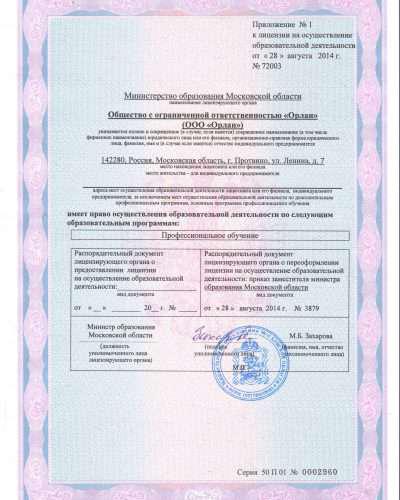 Приложение № 1
к лицензии на осуществление
образовательной деятельности
от « 28 » августа 2014 г.
№ 72003
Министерство образования Московской области
наименование лицензирующего органа
Общество с ограниченной ответственностью «Орлан»
(ООО «Орлан»)
указывается полное и сокращенное (в случае, если имеется) сокращенное наименование (в том числе
фирменное наименование) юридического лица или его филиала, организационно-правовая форма юридического
лица, фамилия, имя и (в случае если имеется) отчество индивидуального предпринимателя
142280, Россия, Московская область, г. Протвино, ул. Ленина, д. 7
место нахождения лицензиата или его филиала
место жительства – для индивидуального предпринимателя
адреса мест осуществления образовательной деятельности лицензиата или его филиала, индивидуального
предпринимателя, за исключением мест осуществления образовательной деятельности по дополнительным
профессиональным программам, основным программам профессионального обучения
имеет право осуществления образовательной деятельности по следующим
образовательным программам:
Профессиональное обучение
Распорядительный документ
лицензирующего органа о
предоставлении лицензии
на осуществление образовательной
деятельности:
вид документа
от « » 20 г. №
Распорядительный документ
лицензирующего органа о переоформлении
лицензии на осуществление образовательной
деятельности: приказ заместителя министра
образования Московской области
вид документа
от « 28 » августа 2014 г. № 3879
Министр образования
Московской области
(должность
уполномоченного лица
лицензирующего органа)
(подпись
уполномоченного лица)
М.П.
М.Б. Захарова
(фамилия, имя, отчество
уполномоченного лица)
Серия 50 П 01 № 0002960